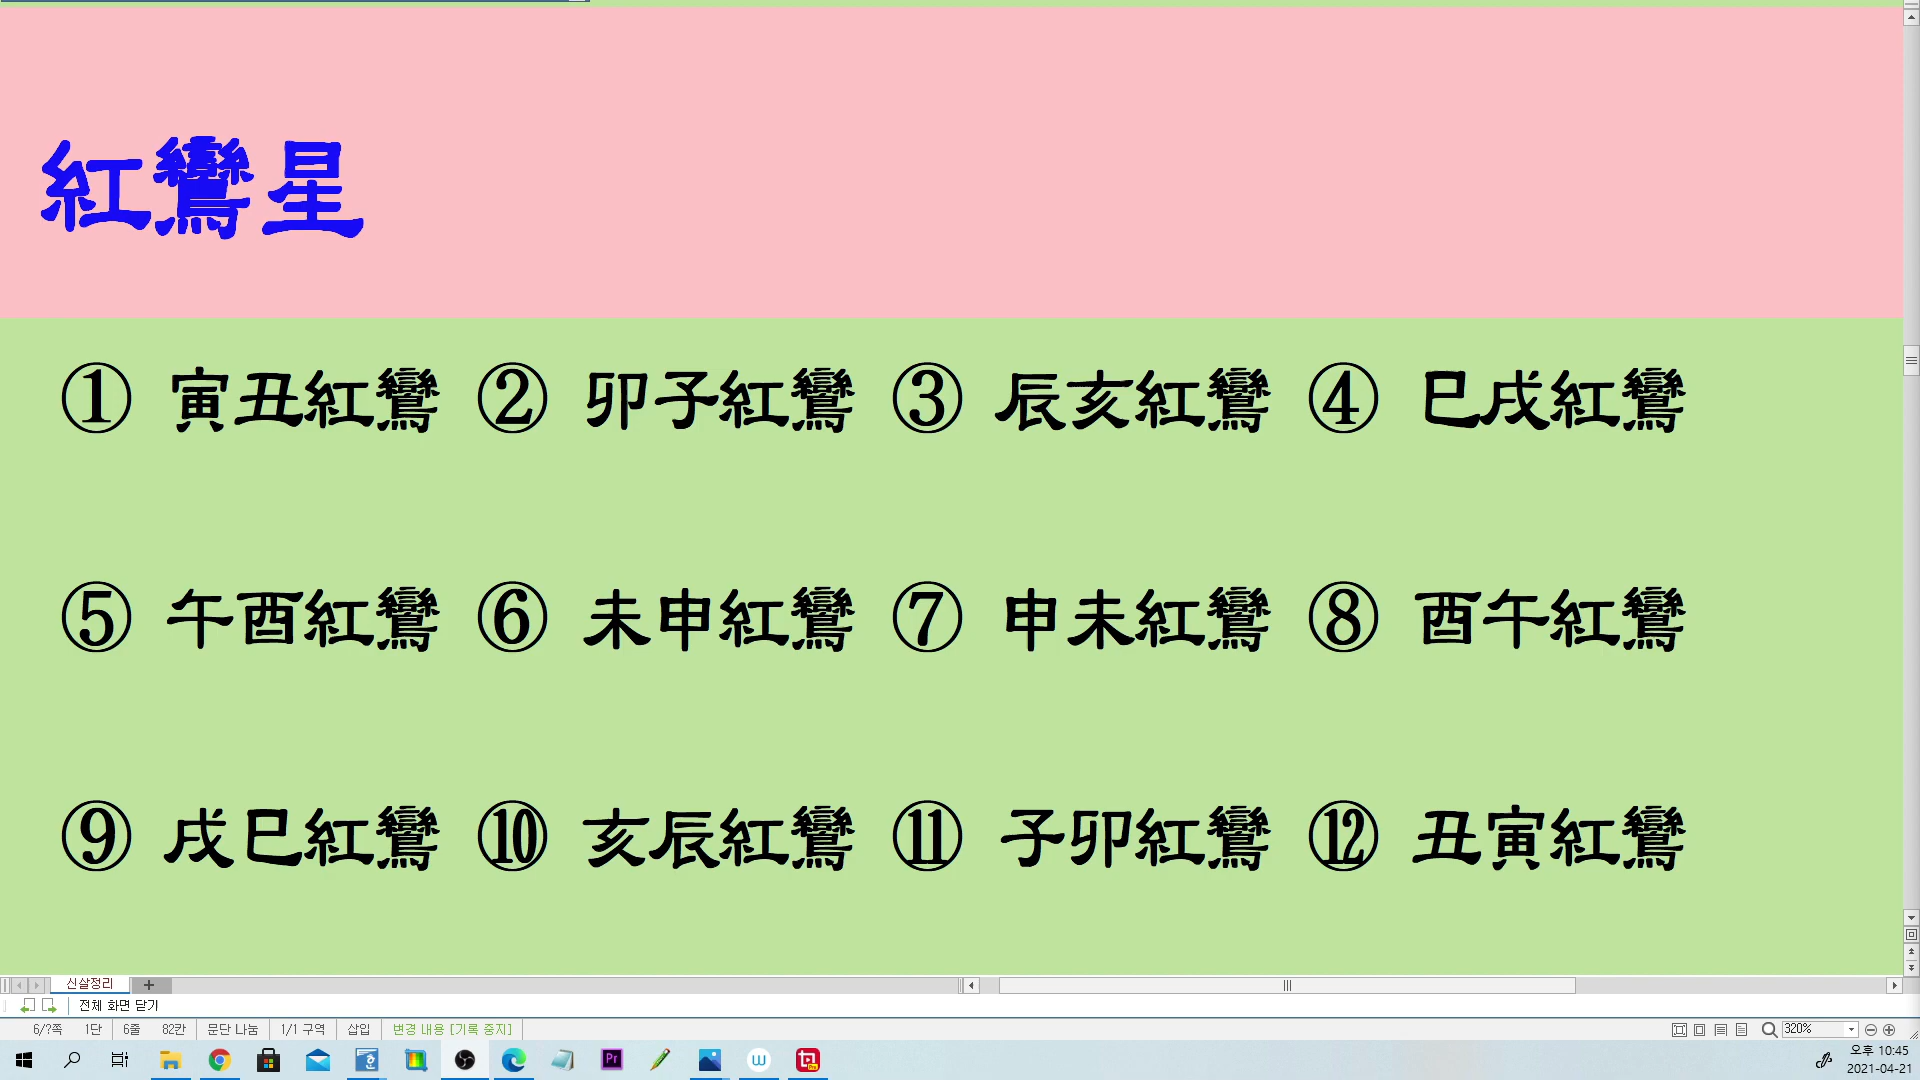 紅鸞星
① 寅丑紅鸞 ② 卯子紅鸞 ③ 辰亥紅鸞 ④ 巳戌紅鸞
⑤ 午酉紅鸞 ⑥ 未申紅鸞 ⑦ 申未紅鸞 ⑧ 酉午紅鸞
⑨ 戌巳紅鸞 ⑩ 亥辰紅鸞 ⑪ 子卯紅鸞 ⑫ 丑寅紅鸞
신살정리
전체 화면 닫기
6/?쪽 1단 6줄 82칸 문단 나눔 1/1 구역 삽입 변경 내용 [기록 중지] 320%
오후 10:45
2021-04-21